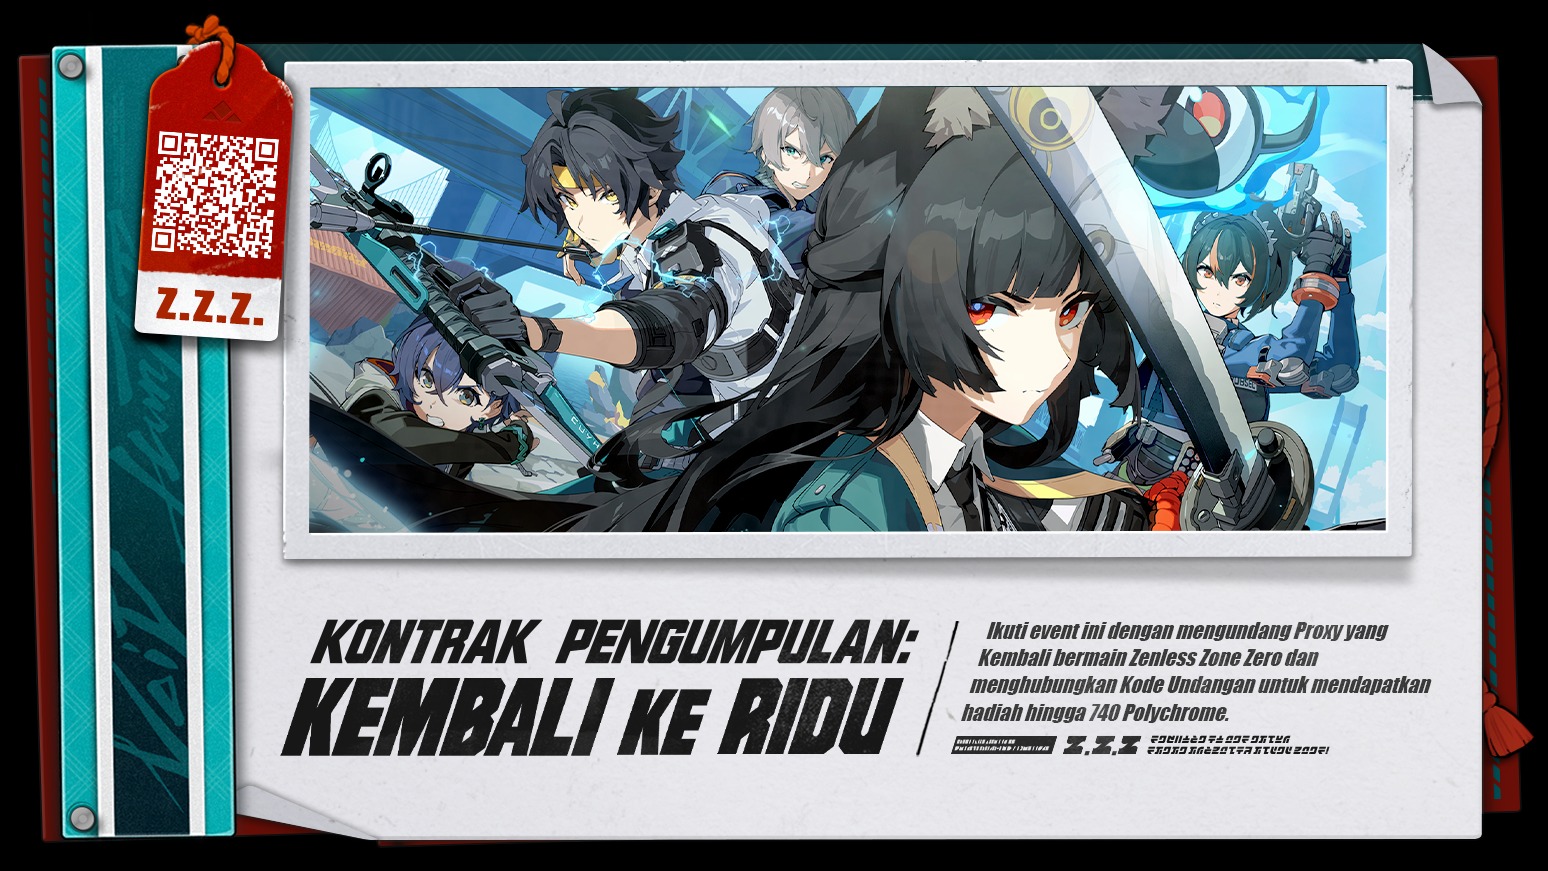 Z.Z.Z.
KONTRAK PENGUMPULAN:
KEMBALI KE RIDU
Ikuti event ini dengan mengundang Proxy yang
Kembali bermain Zenless Zone Zero dan
menghubungkan Kode Undangan untuk mendapatkan
hadiah hingga 740 Polychrome.
Z.Z.Z